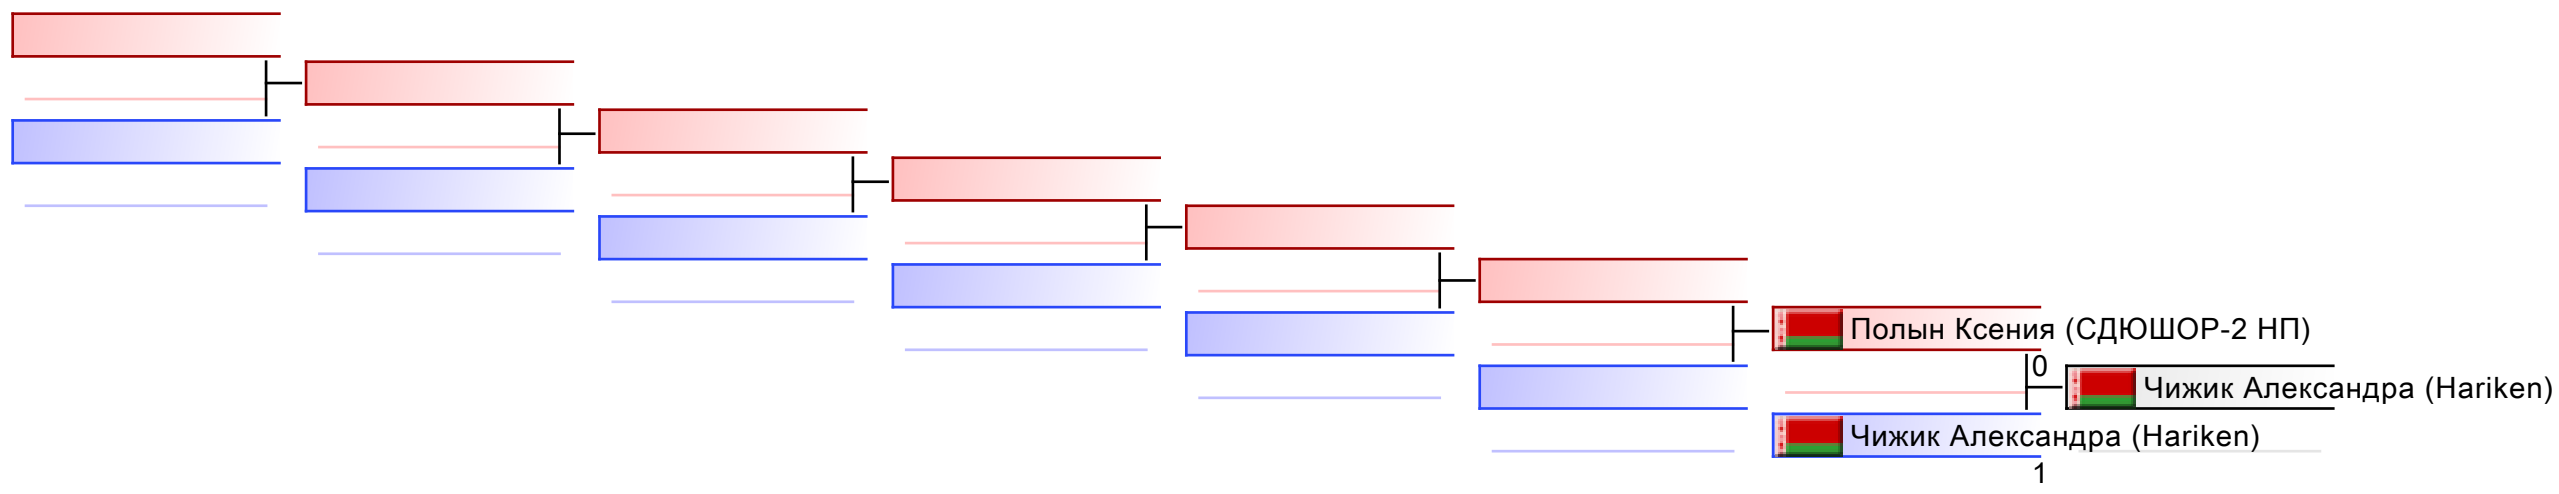 Полын Ксения (СДЮШОР-2 НП)
0
Чижик Александра (Hariken)
Чижик Александра (Hariken)
1